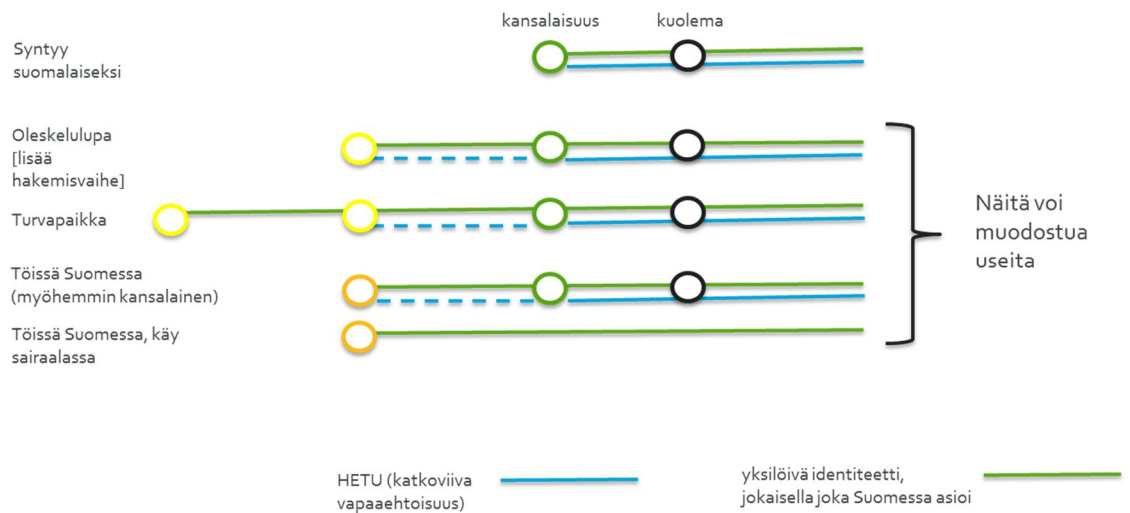 kansalaisuus
kuolema
Syntyy
suomalaiseksi
Oleskelulupa
[lisää
hakemisvaihe]
Turvapaikka
Töissä Suomessa
(myöhemmin kansalainen)
Töissä Suomessa, käy
sairaalassa
Näitä voi
muodostua
useita
HETU (katkoviiva
vapaaehtoisuus)
yksilöivä identiteetti,
jokaisella joka Suomessa asioi